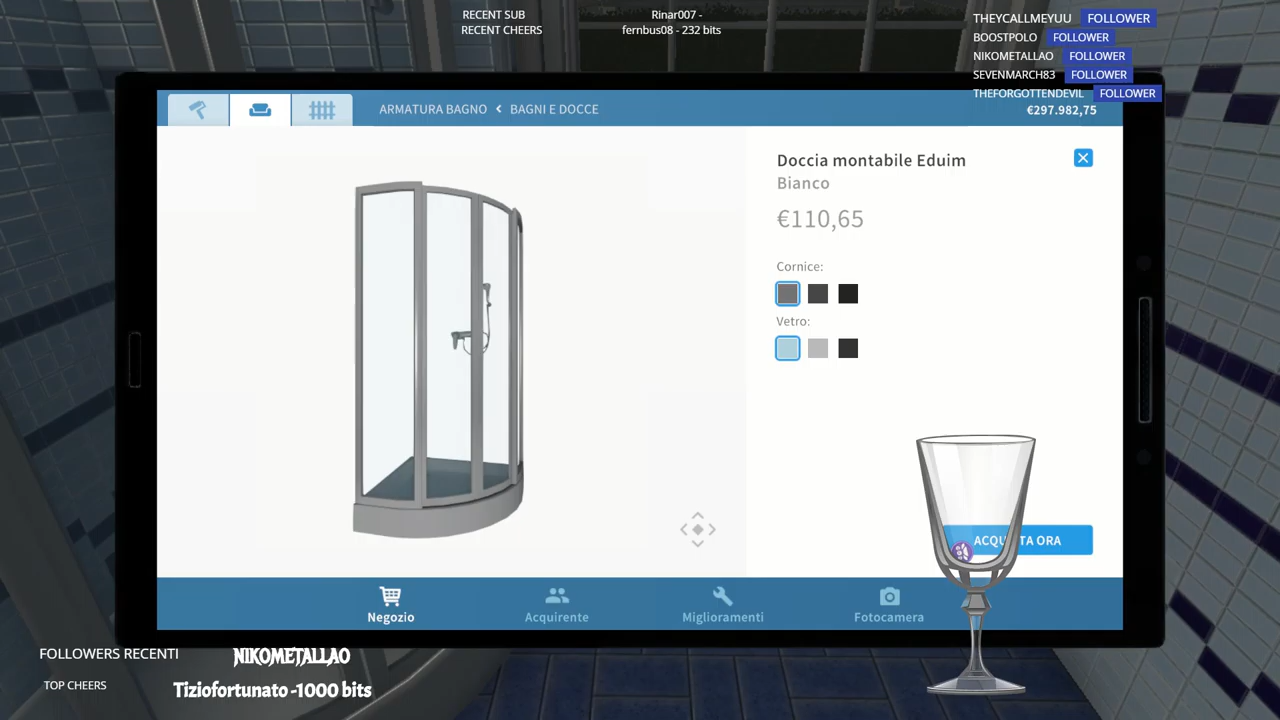 RECENT SUB
Rinar007 -
RECENT CHEERS
fernbus08 - 232 bits
THEYCALLMEYUU FOLLOWER
BOOSTPOLO FOLLOWER
NIKOMETALLAO FOLLOWER
SEVENMARCH83 FOLLOWER
THEFORGOTTENDEVIL FOLLOWER
ARMATURA BAGNO < BAGNI E DOCCE
€297.982,75
Doccia montabile Eduim
Bianco
€110,65
Cornice:
Vetro:
ACQUISTA ORA
Negozio
Acquirente
Miglioramenti
Fotocamera
FOLLOWERS RECENTI NIKOMETALLAO
TOP CHEERS Tiziofortunato -1000 bits